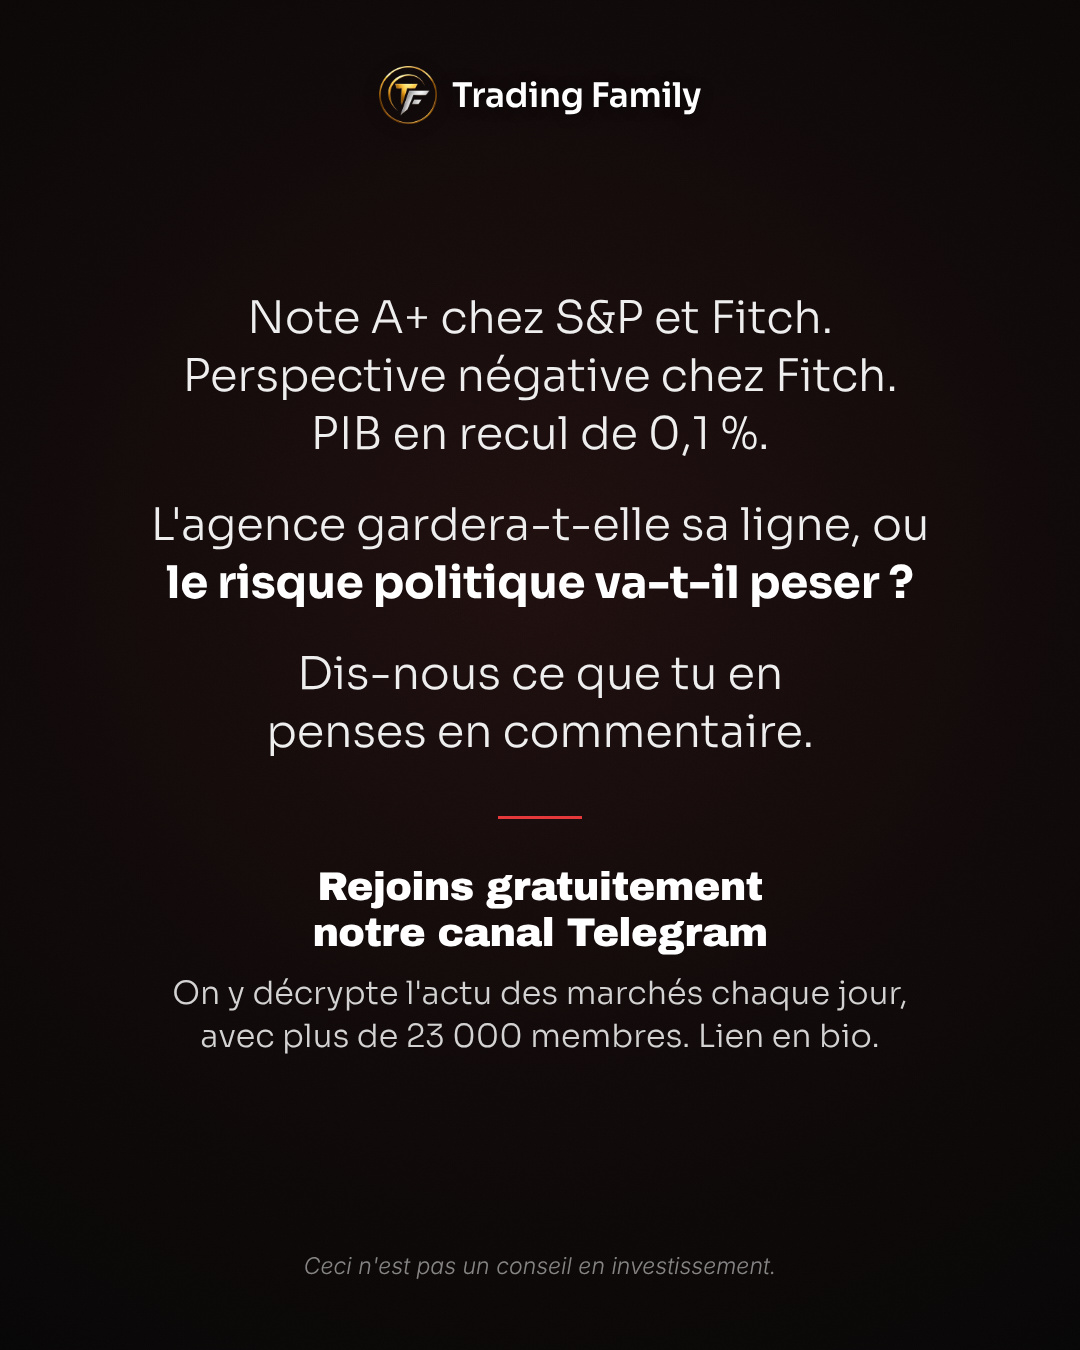 TF Trading Family
Note A+ chez S&P et Fitch.
Perspective négative chez Fitch.
PIB en recul de 0,1 %.
L'agence gardera-t-elle sa ligne, ou
le risque politique va-t-il peser ?
Dis-nous ce que tu en
penses en commentaire.
Rejoins gratuitement
notre canal Telegram
On y décrypte l'actu des marchés chaque jour,
avec plus de 23 000 membres. Lien en bio.
Ceci n'est pas un conseil en investissement.